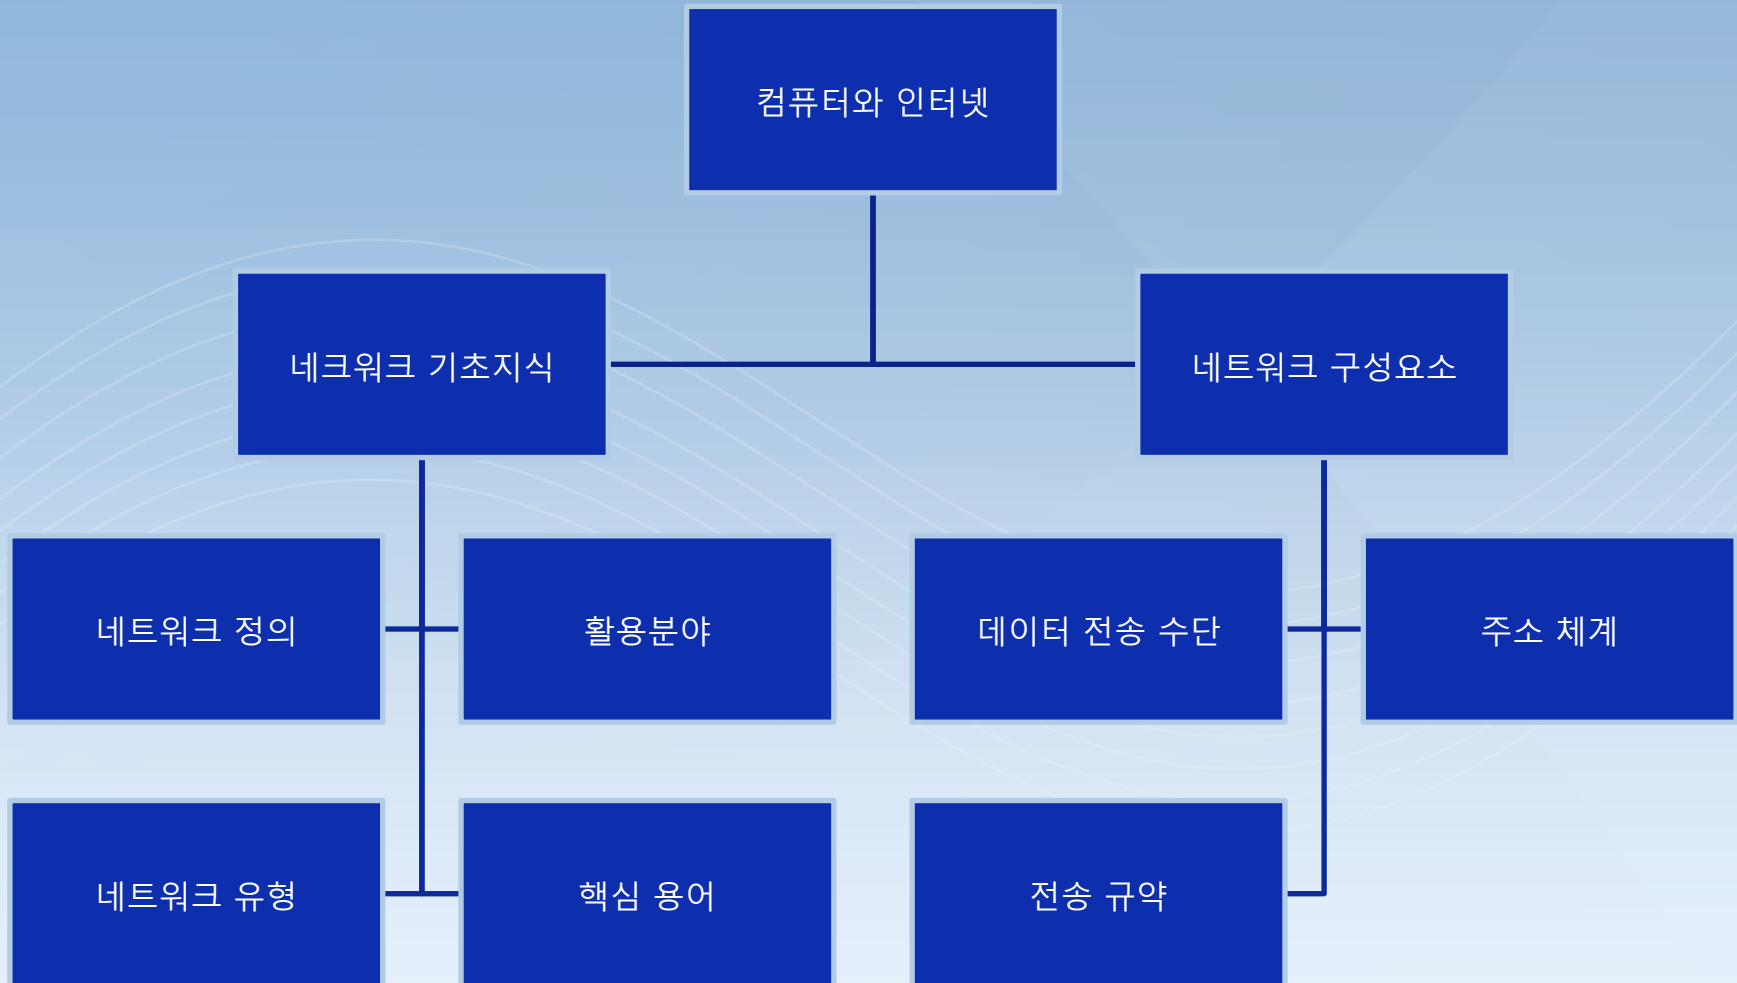 컴퓨터와 인터넷
네크워크 기초지식
네트워크 구성요소
네트워크 정의
활용분야
데이터 전송 수단
주소 체계
네트워크 유형
핵심 용어
전송 규약